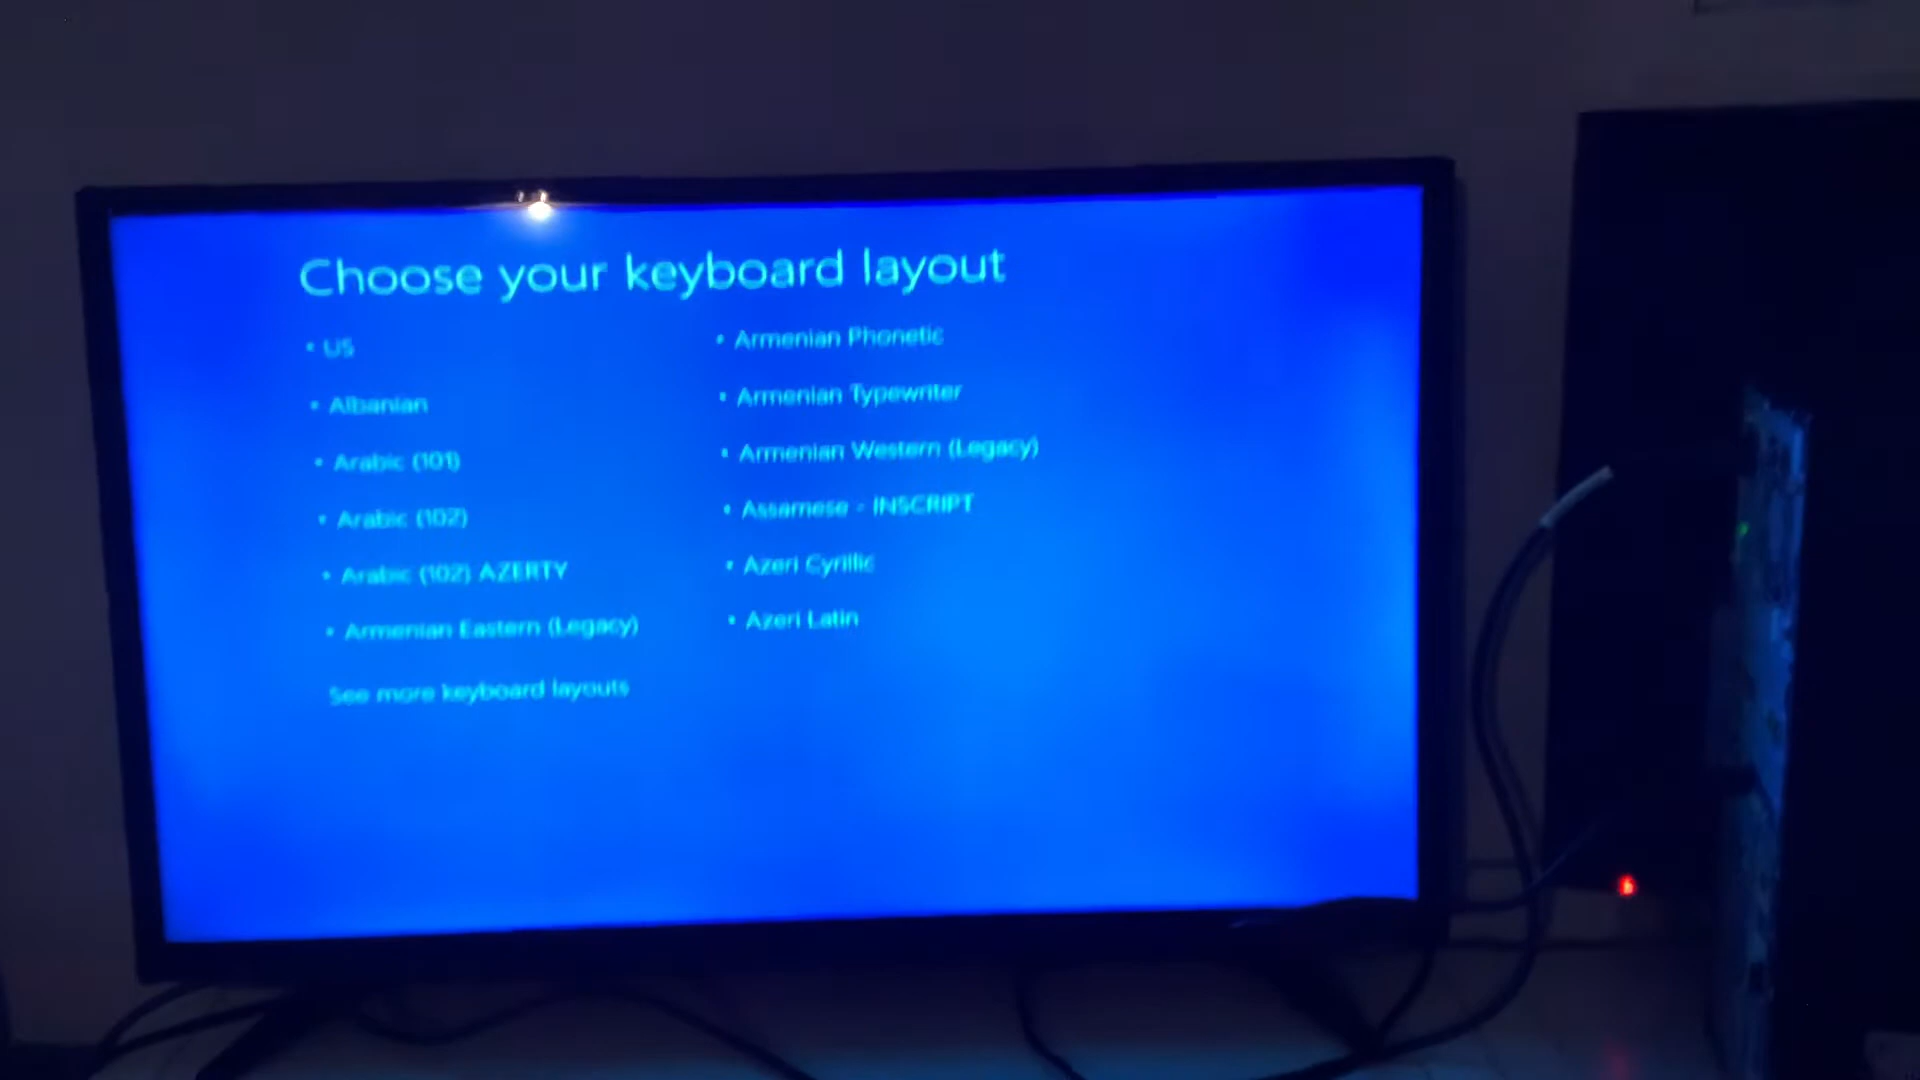 Choose your keyboard layout
US
Albanian
Arabic (101)
Arabic (102)
Arabic (102) AZERTY
Armenian Eastern (Legacy)
See more keyboard layouts
Armenian Phonetic
Armenian Typewriter
Armenian Western (Legacy)
Assamese - INSCRIPT
Azeri Cyrillic
Azeri Latin